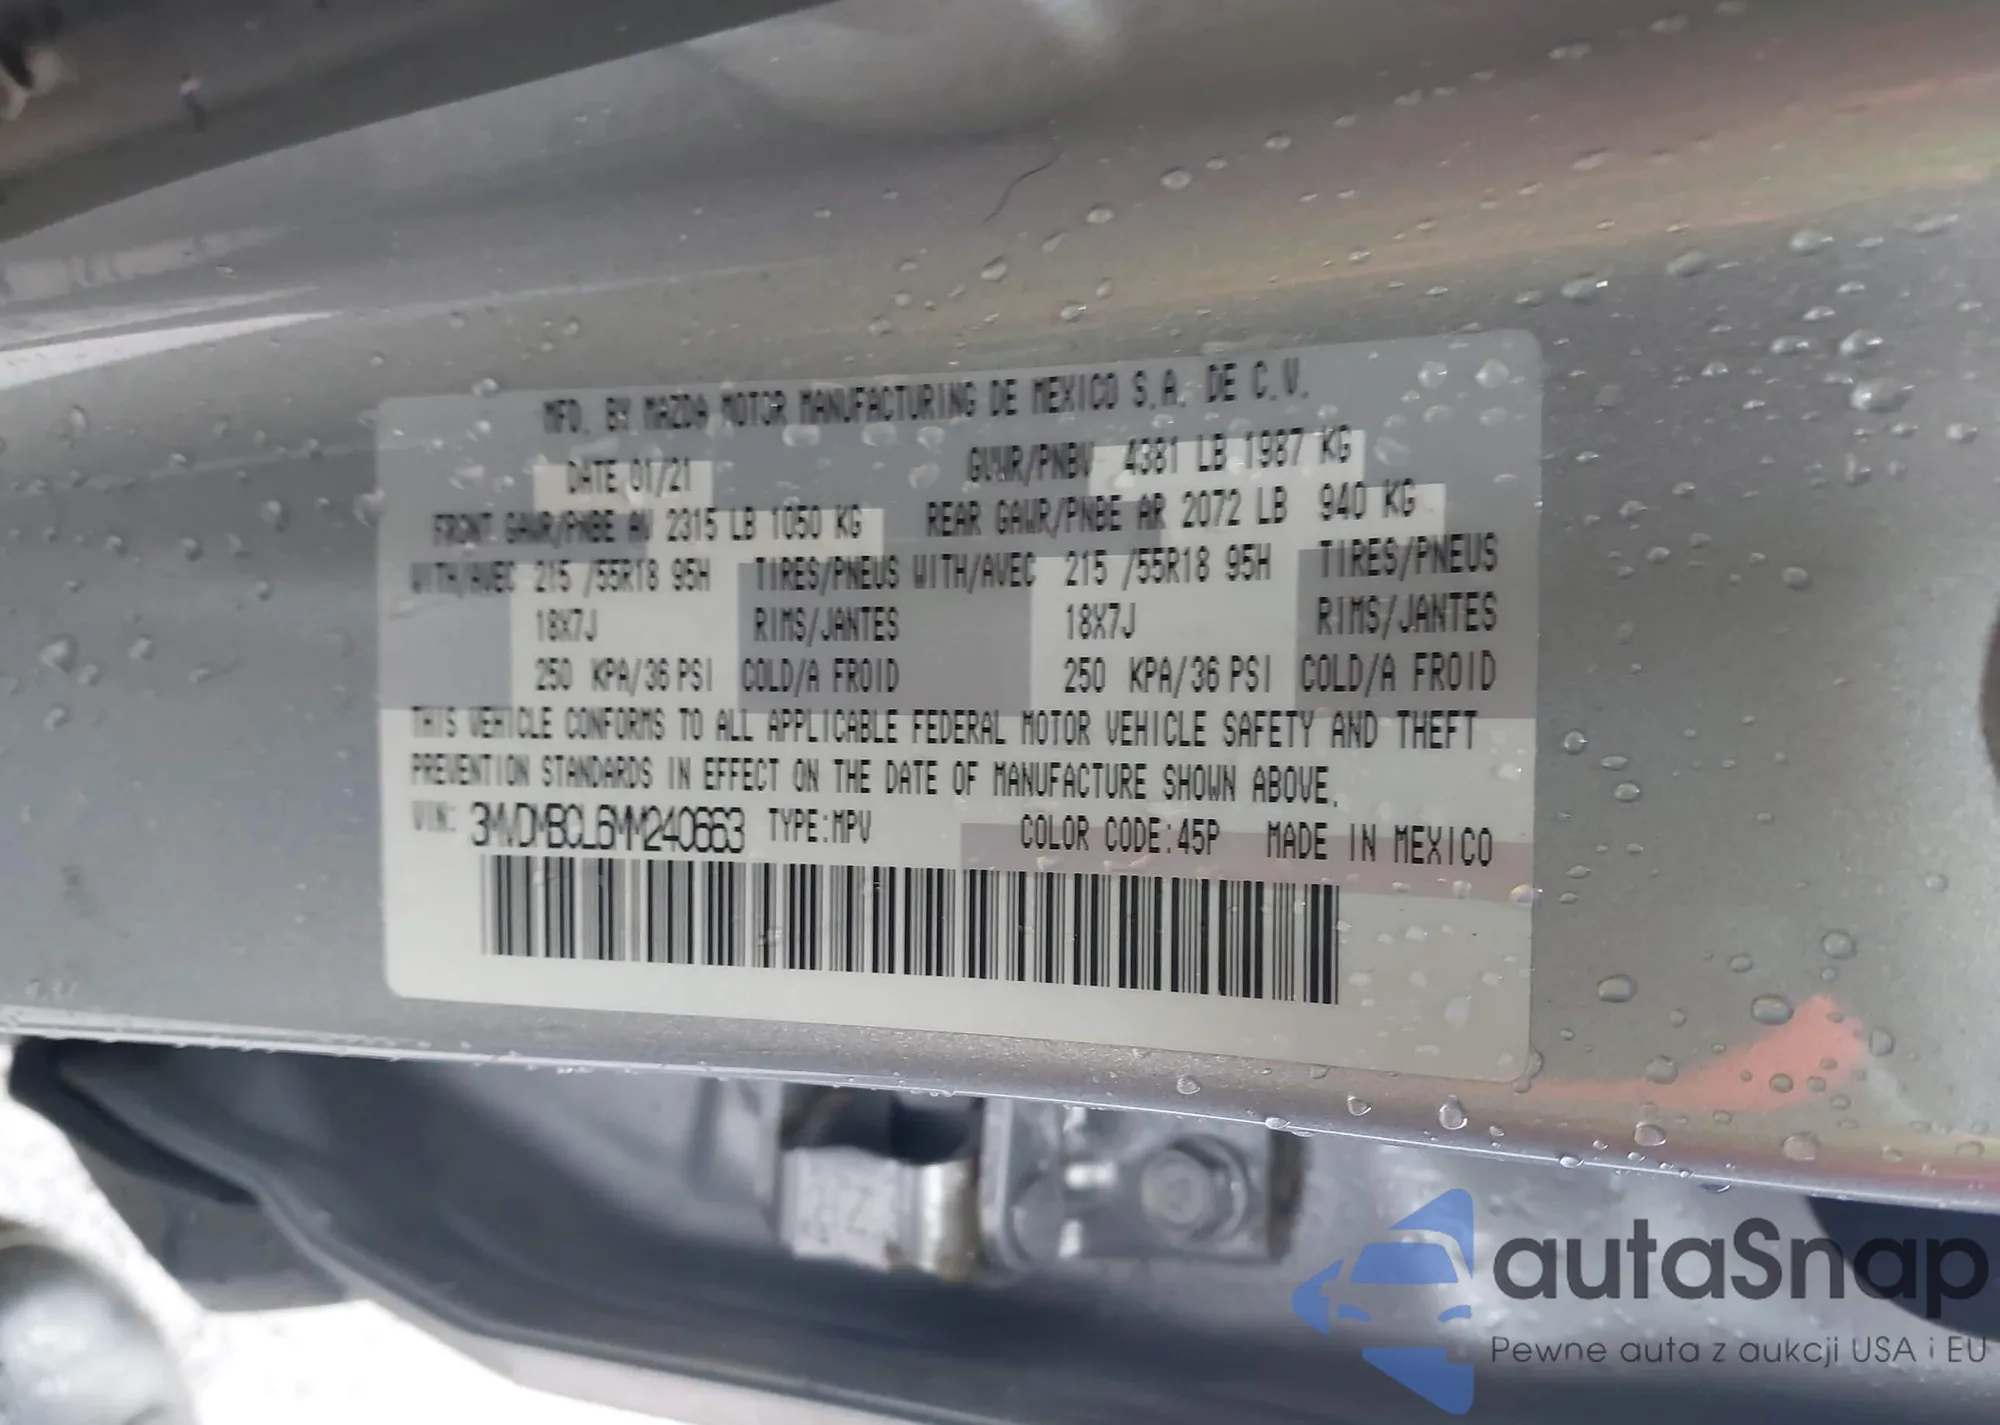 MFD. BY MAZDA MOTOR MANUFACTURING DE MEXICO S.A. DE C.V.
DATE 01/21 GVWR/PNBV 4381 LB 1987 KG
FRONT GAWR/PNBE AV 2315 LB 1050 KG REAR GAWR/PNBE AR 2072 LB 940 KG
WITH/AVEC 215 /55R18 95H TIRES/PNEUS WITH/AVEC 215 /55R18 95H TIRES/PNEUS
18X7J RIMS/JANTES 18X7J RIMS/JANTES
250 KPA/36 PSI COLD/A FROID 250 KPA/36 PSI COLD/A FROID
THIS VEHICLE CONFORMS TO ALL APPLICABLE FEDERAL MOTOR VEHICLE SAFETY AND THEFT
PREVENTION STANDARDS IN EFFECT ON THE DATE OF MANUFACTURE SHOWN ABOVE.
VIN: 3MVDMBCL6MM240663 TYPE:MPV COLOR CODE:45P MADE IN MEXICO
autaSnap
Pewne auta z aukcji USA i EU